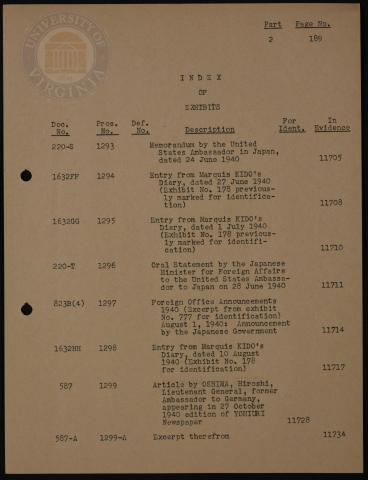 UNIVERSITY OF VIRGINIA
Part Page No.
2 189
INDEX
OF
EXHIBITS
Doc. Pros. Def. For In
No. No. No. Description Ident. Evidence
220-S 1293 Memorandum by the United
States Ambassador in Japan,
dated 24 June 1940 11705
1632FF 1294 Entry from Marquis KIDO's
Diary, dated 27 June 1940
(Exhibit No. 178 previous-
ly marked for identifica-
tion) 11708
1632GG 1295 Entry from Marquis KIDO's
Diary, dated 1 July 1940
(Exhibit No. 178 previous-
ly marked for identifi-
cation) 11710
220-T 1296 Oral Statement by the Japanese
Minister for Foreign Affairs
to the United States Ambassa-
dor to Japan on 28 June 1940 11711
823B(4) 1297 Foreign Office Announcements
1940 (Excerpt from exhibit
No. 777 for identification)
August 1, 1940: Announcement
by the Japanese Government 11714
1632HH 1298 Entry from Marquis KIDO's
Diary, dated 10 August
1940 (Exhibit No. 178
for identification) 11717
587 1299 Article by OSHIMA, Hiroshi,
Lieutenant General, former
Ambassador to Germany,
appearing in 27 October
1940 edition of YOMIURI
Newspaper 11728
587-A 1299-A Excerpt therefrom 11734